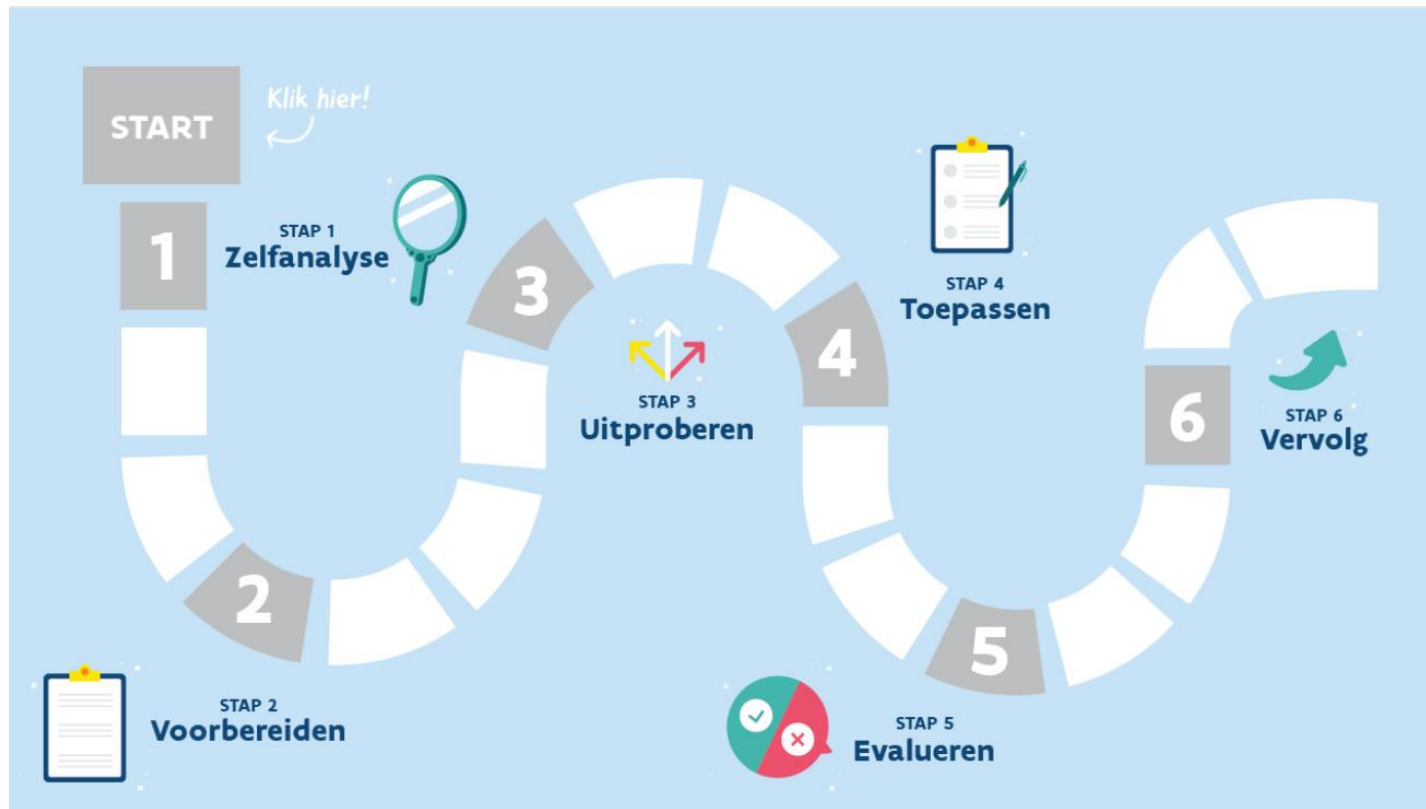 START
Klik hier!
1
STAP 1
Zelfanalyse
2
STAP 2
Voorbereiden
3
STAP 3
Uitproberen
4
STAP 4
Toepassen
5
STAP 5
Evalueren
6
STAP 6
Vervolg